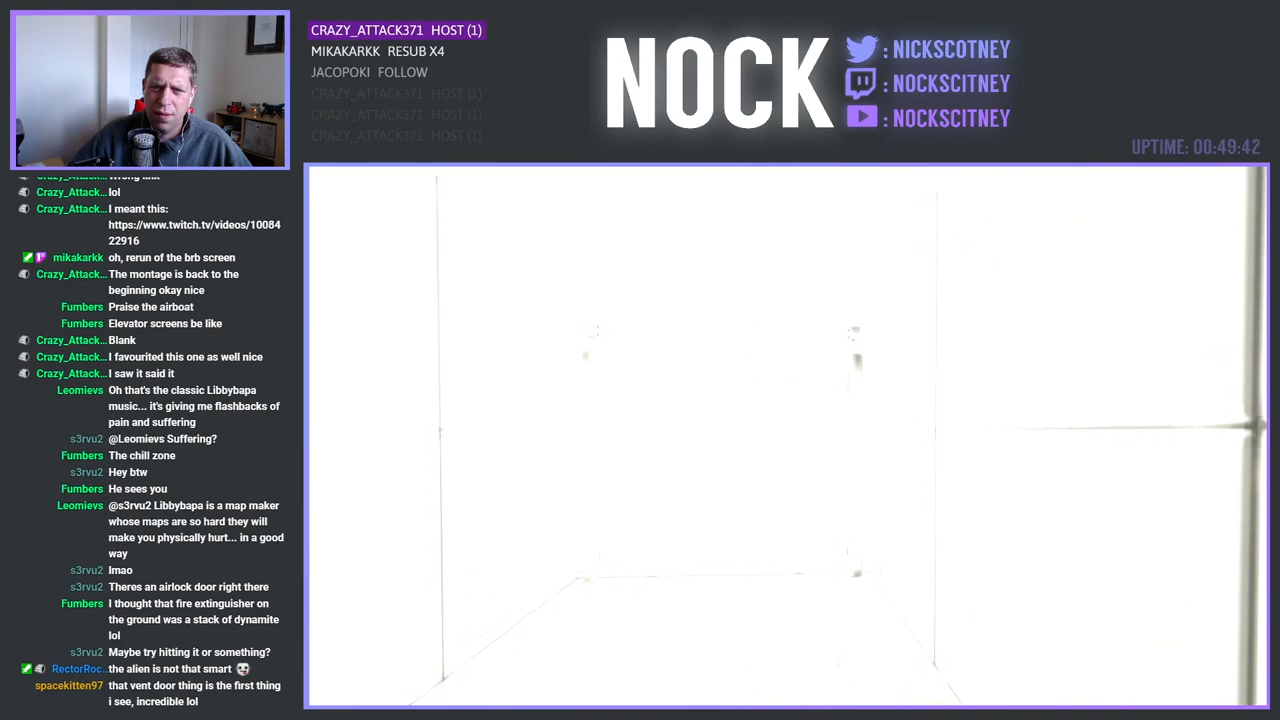 CRAZY_ATTACK371 HOST (1)
MIKAKARKK RESUB X4
JACOPOKI FOLLOW
CRAZY_ATTACK371 HOST (1)
CRAZY_ATTACK371 HOST (1)
CRAZY_ATTACK371 HOST (1)
NOCK
: NICKSCOTNEY
: NOCKSCITNEY
: NOCKSCITNEY
UPTIME: 00:49:42
Crazy_Attack... Wrong link
Crazy_Attack... lol
Crazy_Attack... I meant this:
https://www.twitch.tv/videos/10084
22916
mikakarkk oh, rerun of the brb screen
Crazy_Attack... The montage is back to the
beginning okay nice
Fumbers Praise the airboat
Fumbers Elevator screens be like
Crazy_Attack... Blank
Crazy_Attack... I favourited this one as well nice
Crazy_Attack... I saw it said it
Leomievs Oh that's the classic Libbybapa
music... it's giving me flashbacks of
pain and suffering
s3rvu2 @Leomievs Suffering?
Fumbers The chill zone
s3rvu2 Hey btw
Fumbers He sees you
Leomievs @s3rvu2 Libbybapa is a map maker
whose maps are so hard they will
make you physically hurt... in a good
way
s3rvu2 lmao
s3rvu2 Theres an airlock door right there
Fumbers I thought that fire extinguisher on
the ground was a stack of dynamite
lol
s3rvu2 Maybe try hitting it or something?
RectorRoc... the alien is not that smart
spacekitten97 that vent door thing is the first thing
i see, incredible lol